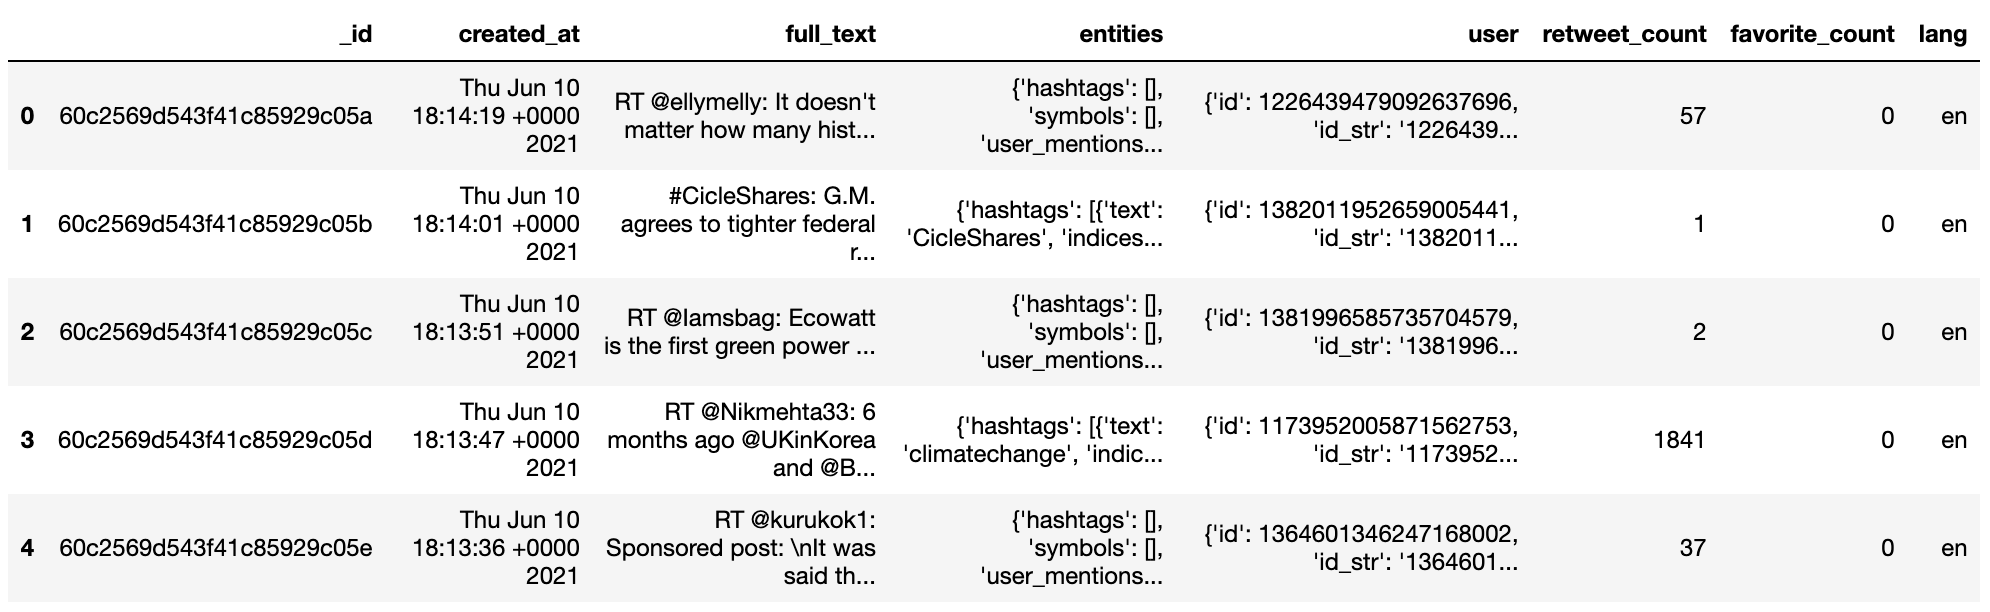 _id created_at full_text entities user retweet_count favorite_count lang
0 60c2569d543f41c85929c05a Thu Jun 10 18:14:19 +0000 2021 RT @ellymelly: It doesn't matter how many hist... {'hashtags': [], 'symbols': [], 'user_mentions... {'id': 1226439479092637696, 'id_str': '1226439... 57 0 en
1 60c2569d543f41c85929c05b Thu Jun 10 18:14:01 +0000 2021 #CicleShares: G.M. agrees to tighter federal r... {'hashtags': [{'text': 'CicleShares', 'indices... {'id': 1382011952659005441, 'id_str': '1382011... 1 0 en
2 60c2569d543f41c85929c05c Thu Jun 10 18:13:51 +0000 2021 RT @Iamsbag: Ecowatt is the first green power ... {'hashtags': [], 'symbols': [], 'user_mentions... {'id': 1381996585735704579, 'id_str': '1381996... 2 0 en
3 60c2569d543f41c85929c05d Thu Jun 10 18:13:47 +0000 2021 RT @Nikmehta33: 6 months ago @UKinKorea and @B... {'hashtags': [{'text': 'climatechange', 'indic... {'id': 1173952005871562753, 'id_str': '1173952... 1841 0 en
4 60c2569d543f41c85929c05e Thu Jun 10 18:13:36 +0000 2021 RT @kurukok1: Sponsored post: \nIt was said th... {'hashtags': [], 'symbols': [], 'user_mentions... {'id': 1364601346247168002, 'id_str': '1364601... 37 0 en